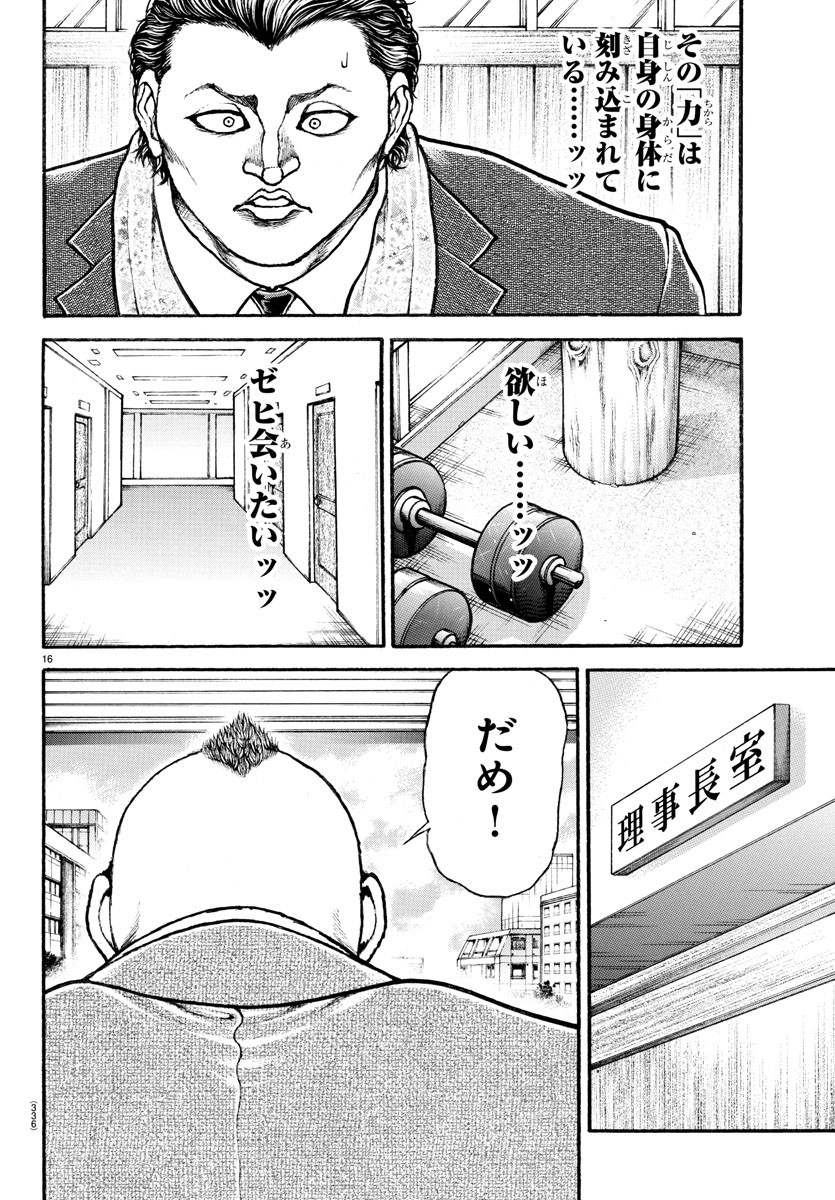 その「力」は
自身の身体に
刻み込まれて
いる……ッッ
欲しい……ッッ
ゼヒ会いたいッッ
16
理事長室
だめ!
(336)